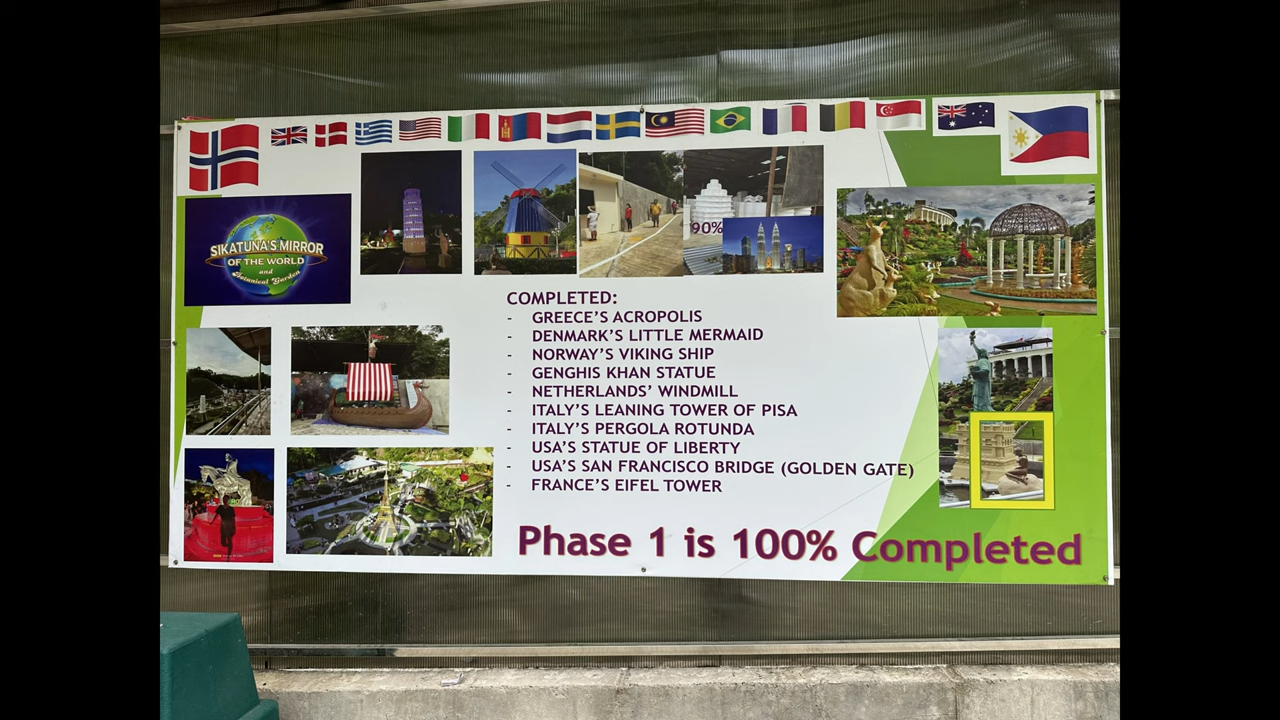 SIKATUNA'S MIRROR
OF THE WORLD
and
Botanical Garden
90%
COMPLETED:
- GREECE'S ACROPOLIS
- DENMARK'S LITTLE MERMAID
- NORWAY'S VIKING SHIP
- GENGHIS KHAN STATUE
- NETHERLANDS' WINDMILL
- ITALY'S LEANING TOWER OF PISA
- ITALY'S PERGOLA ROTUNDA
- USA'S STATUE OF LIBERTY
- USA'S SAN FRANCISCO BRIDGE (GOLDEN GATE)
- FRANCE'S EIFEL TOWER
Phase 1 is 100% Completed